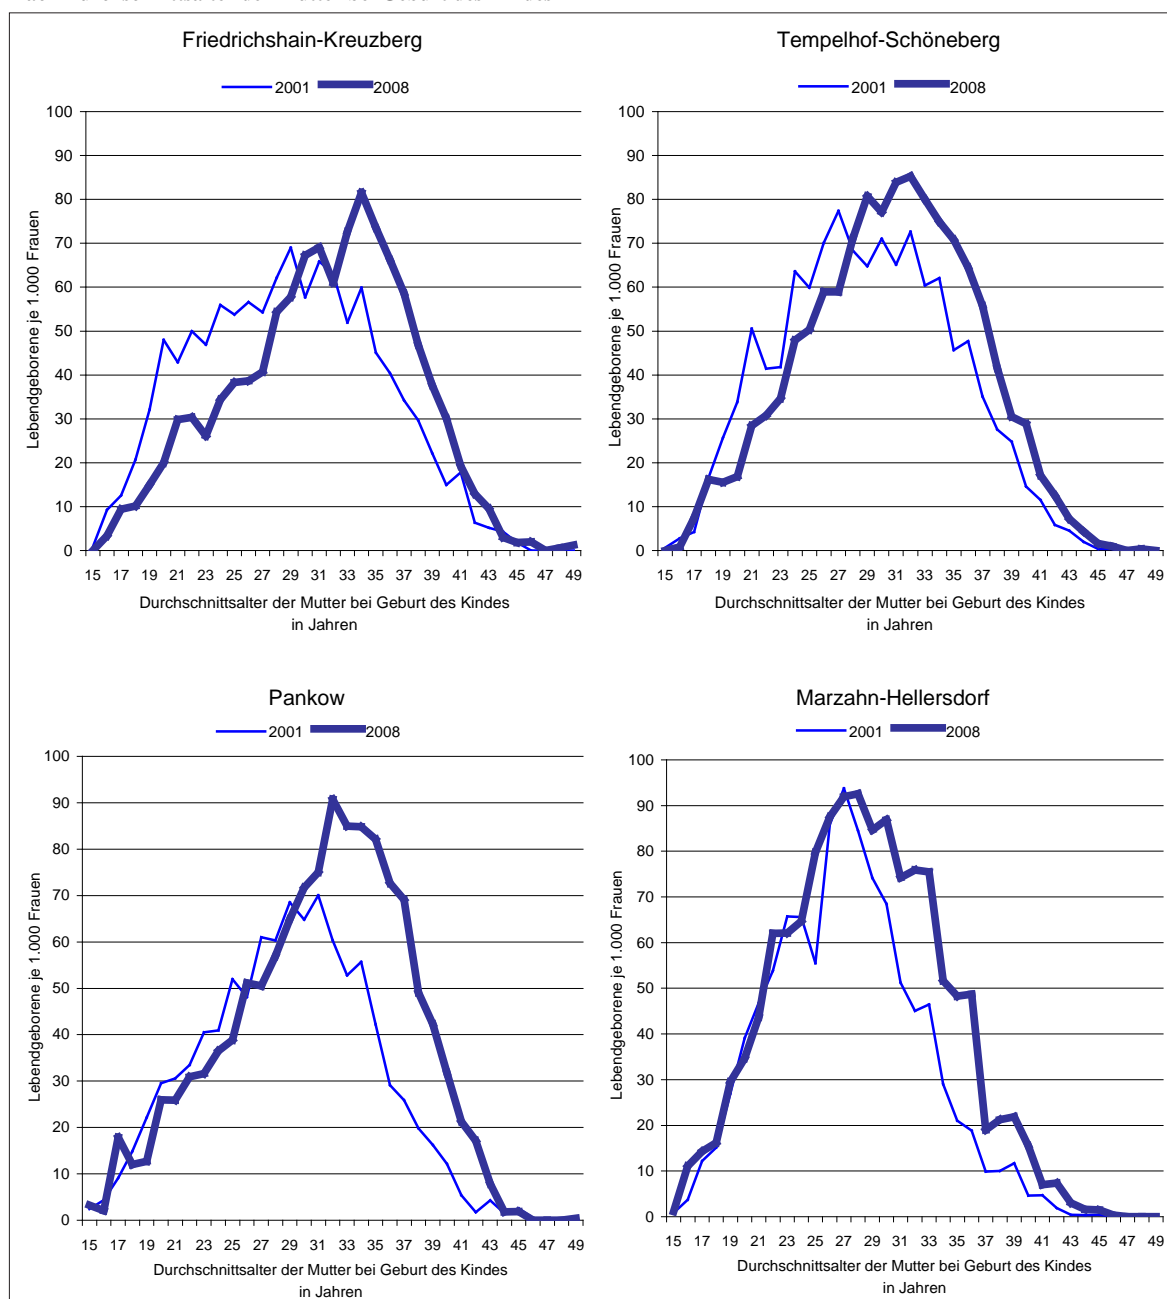 Friedrichshain-Kreuzberg
2001 2008
Lebendgeborene je 1.000 Frauen
100
90
80
70
60
50
40
30
20
10
0
15 17 19 21 23 25 27 29 31 33 35 37 39 41 43 45 47 49
Durchschnittsalter der Mutter bei Geburt des Kindes
in Jahren
Tempelhof-Schöneberg
2001 2008
Lebendgeborene je 1.000 Frauen
100
90
80
70
60
50
40
30
20
10
0
15 17 19 21 23 25 27 29 31 33 35 37 39 41 43 45 47 49
Durchschnittsalter der Mutter bei Geburt des Kindes
in Jahren
Pankow
2001 2008
Lebendgeborene je 1.000 Frauen
100
90
80
70
60
50
40
30
20
10
0
15 17 19 21 23 25 27 29 31 33 35 37 39 41 43 45 47 49
Durchschnittsalter der Mutter bei Geburt des Kindes
in Jahren
Marzahn-Hellersdorf
2001 2008
Lebendgeborene je 1.000 Frauen
100
90
80
70
60
50
40
30
20
10
0
15 17 19 21 23 25 27 29 31 33 35 37 39 41 43 45 47 49
Durchschnittsalter der Mutter bei Geburt des Kindes
in Jahren